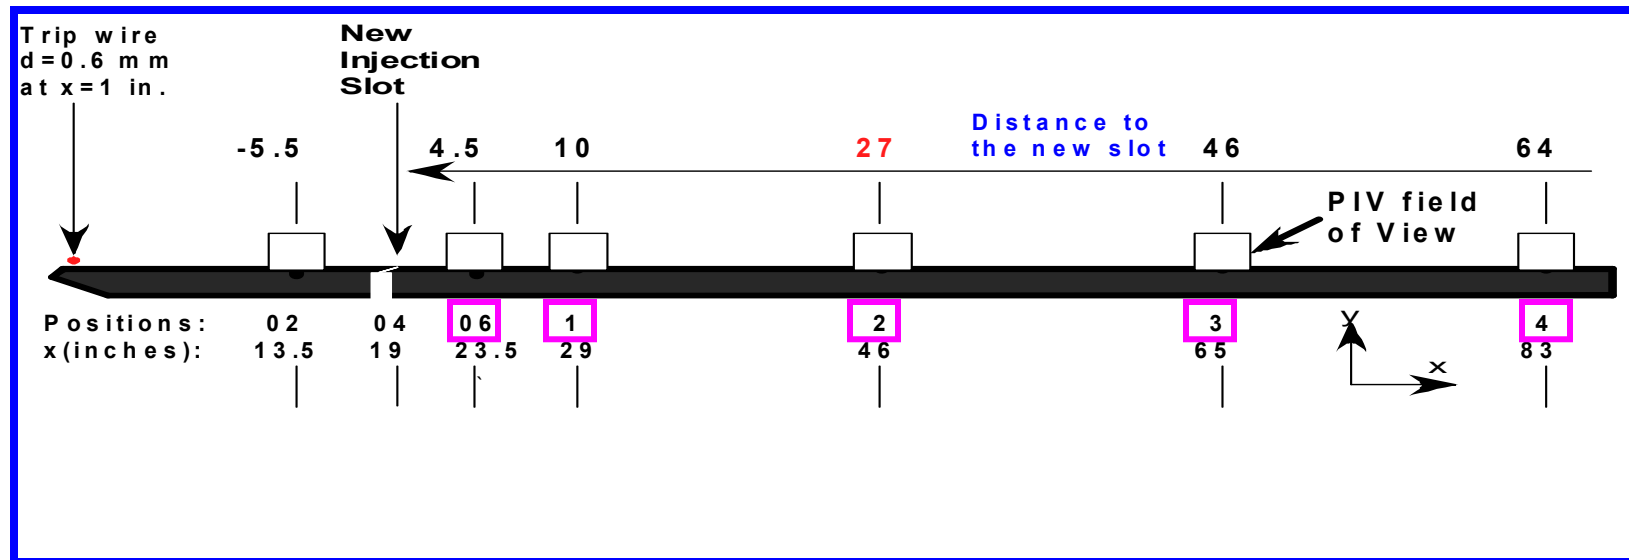 Trip wire
d=0.6 mm
at x=1 in.
New
Injection
Slot
Distance to
the new slot
-5.5 4.5 10 27 46 64
PIV field
of View
Positions: 02 04 06 1 2 3 4
x(inches): 13.5 19 23.5 29 46 65 83
y
x